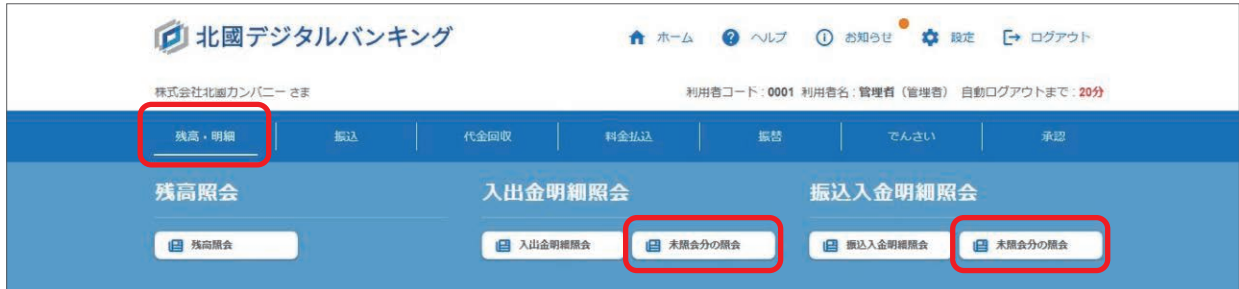 北國デジタルバンキング
ホーム ヘルプ お知らせ 設定 ログアウト
株式会社北國カンパニー さま 利用者コード : 0001 利用者名 : 管理者（管理者） 自動ログアウトまで : 20分
残高・明細 振込 代金回収 料金払込 振替 でんさい 承認
残高照会 入出金明細照会 振込入金明細照会
残高照会 入出金明細照会 未照会分の照会 振込入金明細照会 未照会分の照会